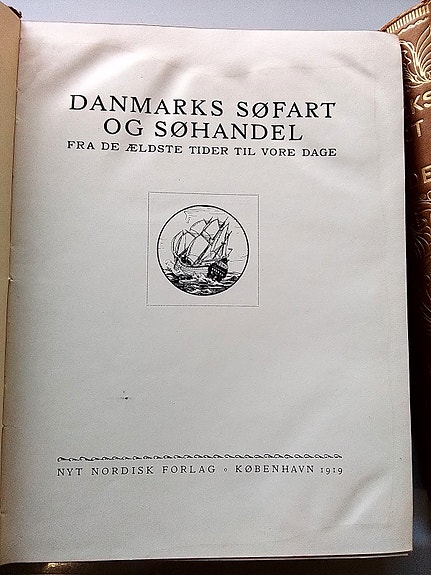 DANMARKS SØFART
OG SØHANDEL
FRA DE ÆLDSTE TIDER TIL VORE DAGE
NYT NORDISK FORLAG ◦ KØBENHAVN 1919